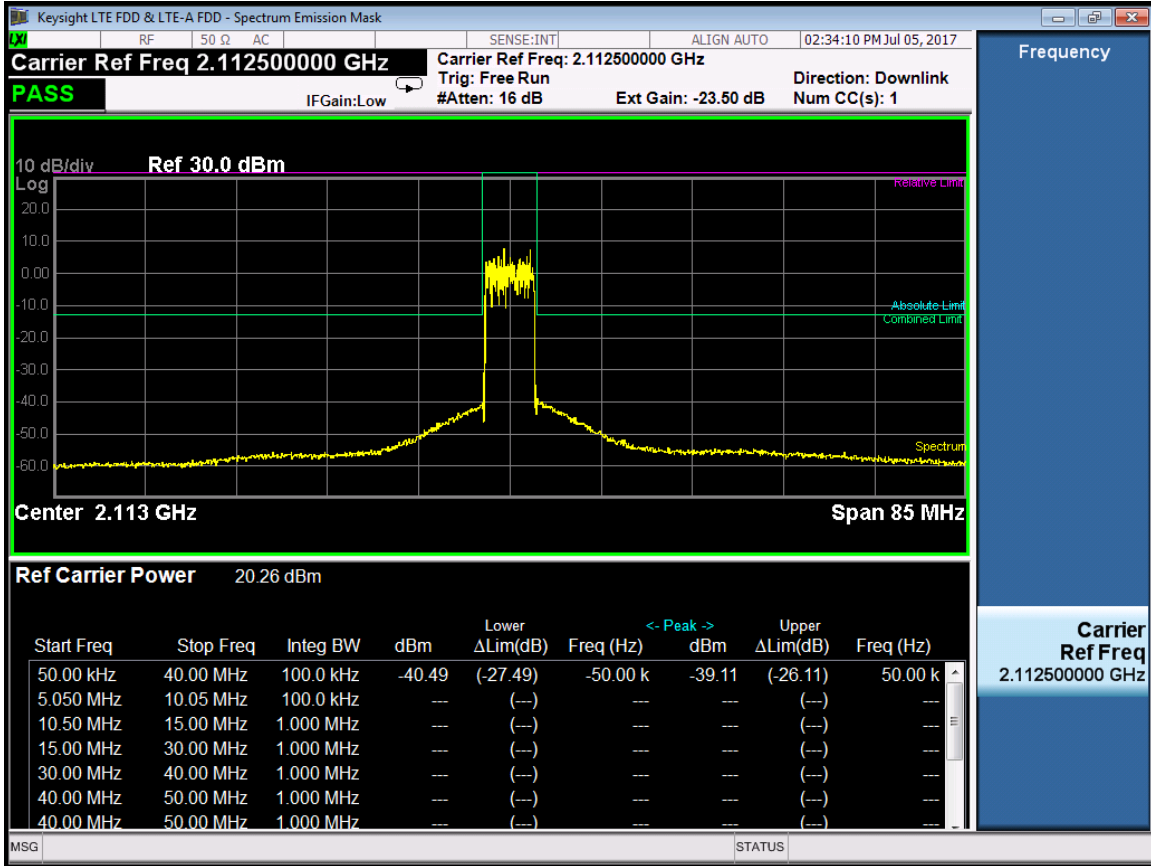 Keysight LTE FDD & LTE-A FDD - Spectrum Emission Mask
LXI RF 50 Ω AC SENSE:INT ALIGN AUTO 02:34:10 PM Jul 05, 2017
Carrier Ref Freq 2.112500000 GHz
Carrier Ref Freq: 2.112500000 GHz
Trig: Free Run Direction: Downlink
PASS
IFGain:Low #Atten: 16 dB Ext Gain: -23.50 dB Num CC(s): 1
Frequency
10 dB/div Ref 30.0 dBm
Log
Relative Limit
20.0
10.0
0.00
-10.0
Absolute Limit
Combined Limit
-20.0
-30.0
-40.0
-50.0
Spectrum
-60.0
Center 2.113 GHz Span 85 MHz
Ref Carrier Power 20.26 dBm
Lower <- Peak -> Upper
Start Freq Stop Freq Integ BW dBm ΔLim(dB) Freq (Hz) dBm ΔLim(dB) Freq (Hz)
50.00 kHz 40.00 MHz 100.0 kHz -40.49 (-27.49) -50.00 k -39.11 (-26.11) 50.00 k
5.050 MHz 10.05 MHz 100.0 kHz --- (---) --- --- (---) ---
10.50 MHz 15.00 MHz 1.000 MHz --- (---) --- --- (---) ---
15.00 MHz 30.00 MHz 1.000 MHz --- (---) --- --- (---) ---
30.00 MHz 40.00 MHz 1.000 MHz --- (---) --- --- (---) ---
40.00 MHz 50.00 MHz 1.000 MHz --- (---) --- --- (---) ---
40.00 MHz 50.00 MHz 1.000 MHz --- (---) --- --- (---) ---
Carrier
Ref Freq
2.112500000 GHz
MSG STATUS